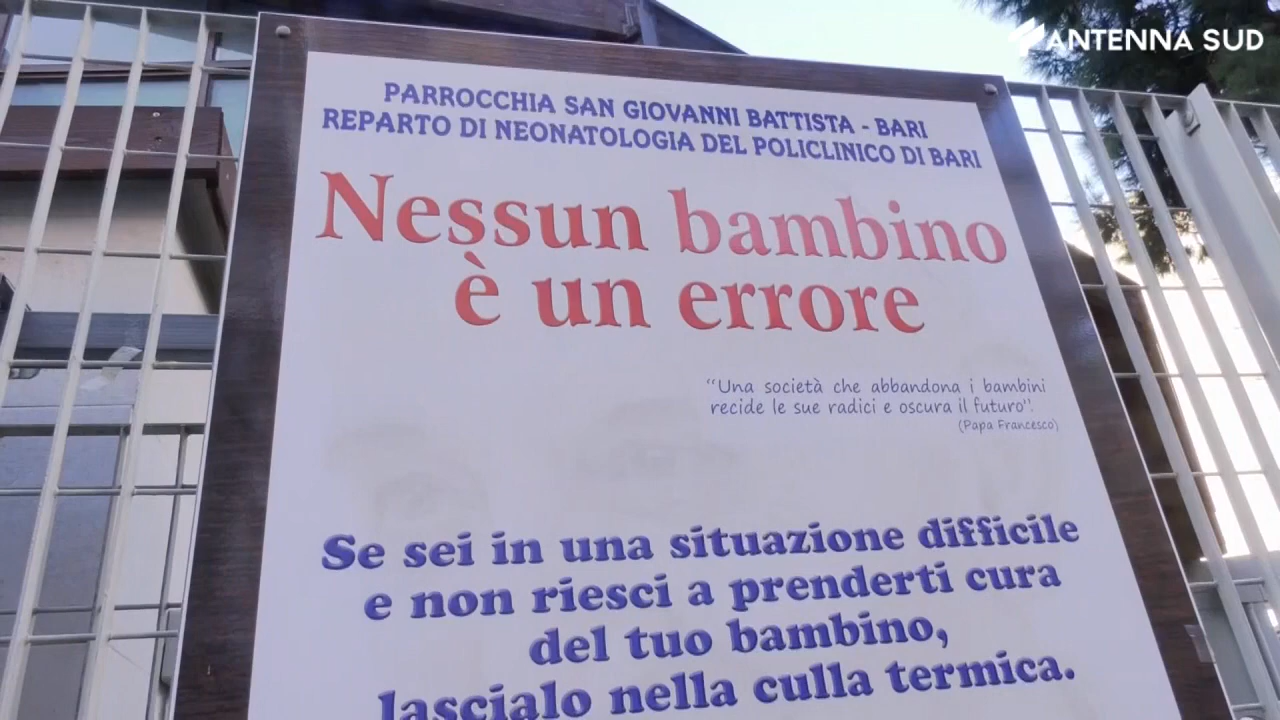 ANTENNA SUD
PARROCCHIA SAN GIOVANNI BATTISTA - BARI
REPARTO DI NEONATOLOGIA DEL POLICLINICO DI BARI
Nessun bambino
è un errore
“Una società che abbandona i bambini
recide le sue radici e oscura il futuro”.
(Papa Francesco)
Se sei in una situazione difficile
e non riesci a prenderti cura
del tuo bambino,
lascialo nella culla termica.